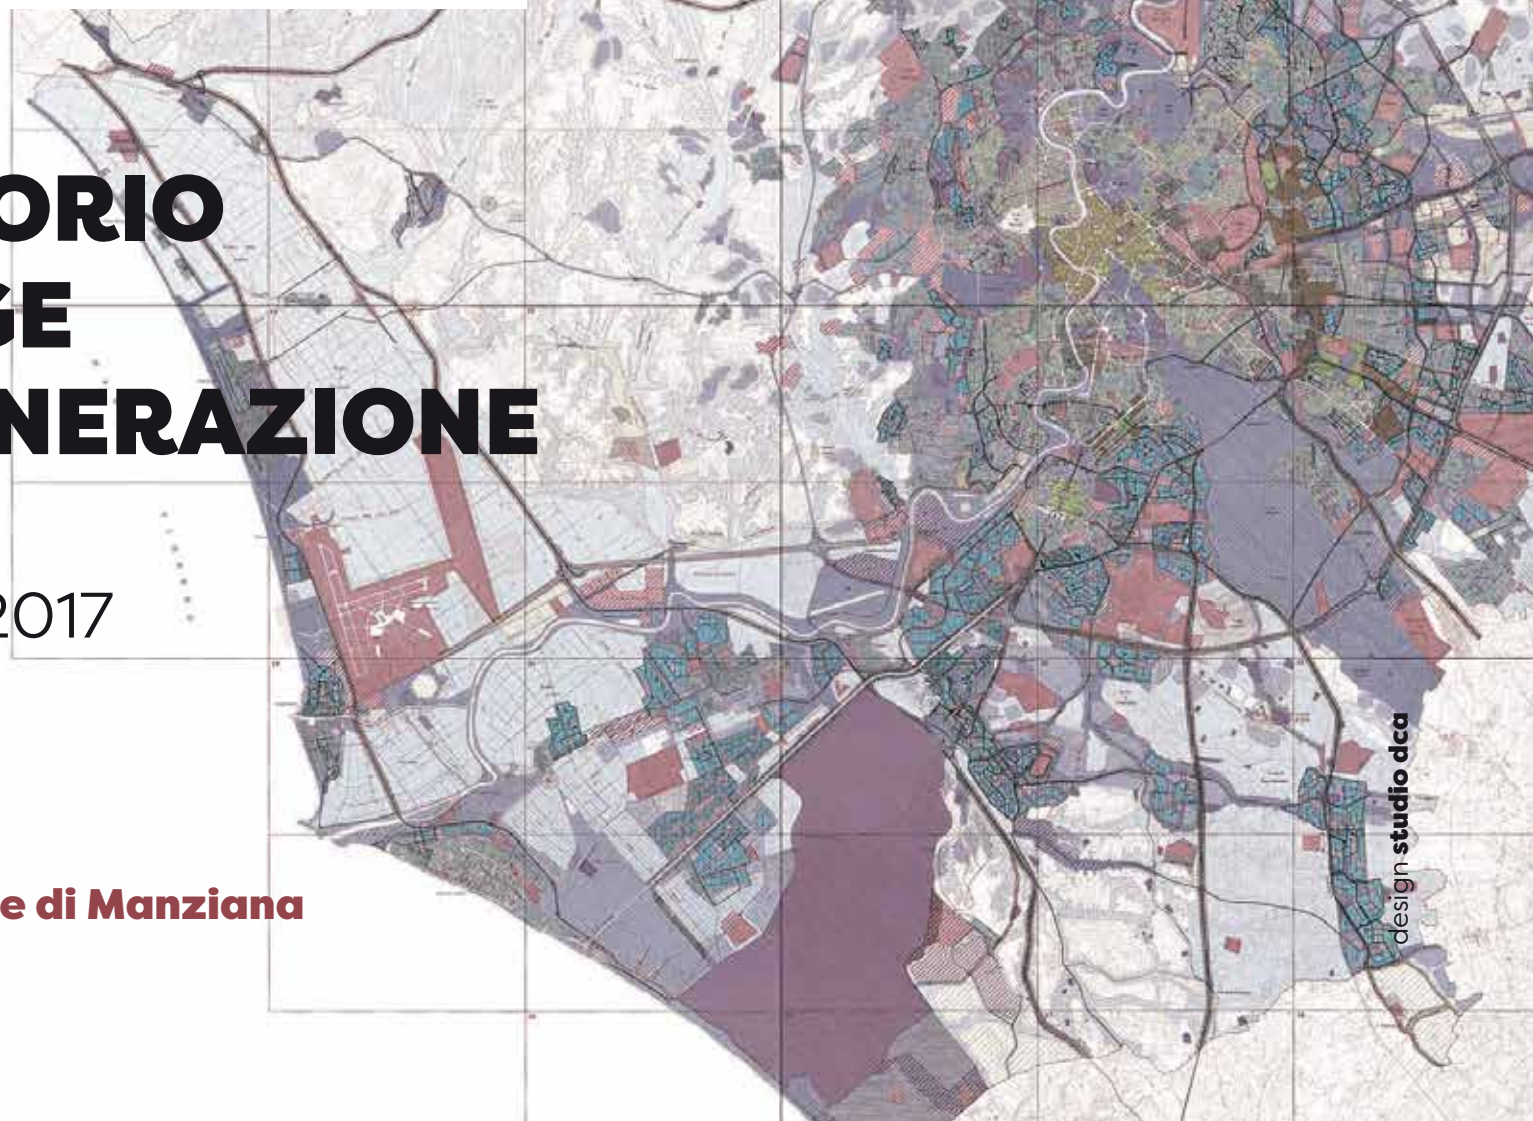 ORIO
GE
NERAZIONE
2017
e di Manziana
design studio dca